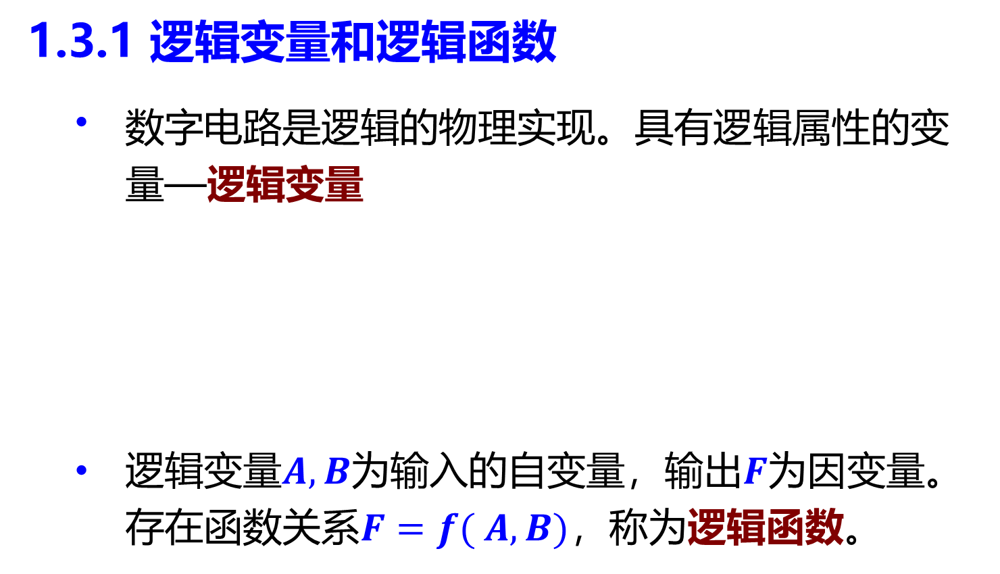 1.3.1 逻辑变量和逻辑函数
• 数字电路是逻辑的物理实现。具有逻辑属性的变
量—逻辑变量
• 逻辑变量A, B为输入的自变量，输出F为因变量。
存在函数关系F = f( A, B)，称为逻辑函数。